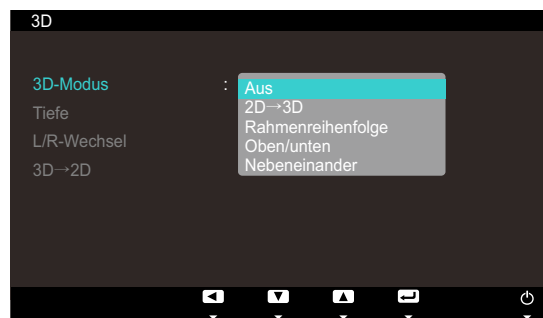 3D
3D-Modus : Aus
2D→3D
Rahmenreihenfolge
Oben/unten
Nebeneinander
Tiefe
L/R-Wechsel
3D→2D